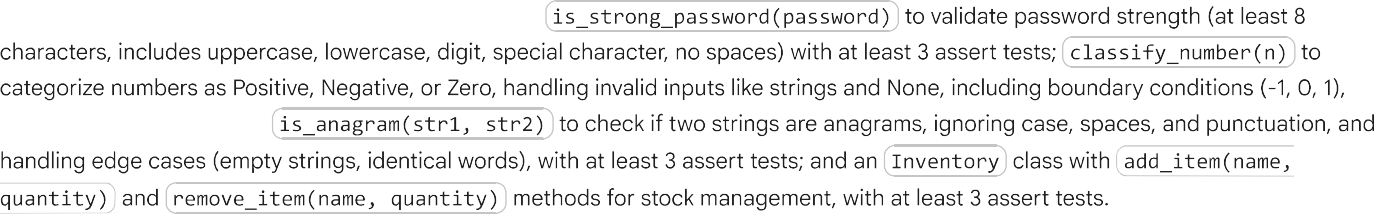 is_strong_password(password) to validate password strength (at least 8
characters, includes uppercase, lowercase, digit, special character, no spaces) with at least 3 assert tests; classify_number(n) to
categorize numbers as Positive, Negative, or Zero, handling invalid inputs like strings and None, including boundary conditions (-1, 0, 1),
is_anagram(str1, str2) to check if two strings are anagrams, ignoring case, spaces, and punctuation, and
handling edge cases (empty strings, identical words), with at least 3 assert tests; and an Inventory class with add_item(name,
quantity) and remove_item(name, quantity) methods for stock management, with at least 3 assert tests.